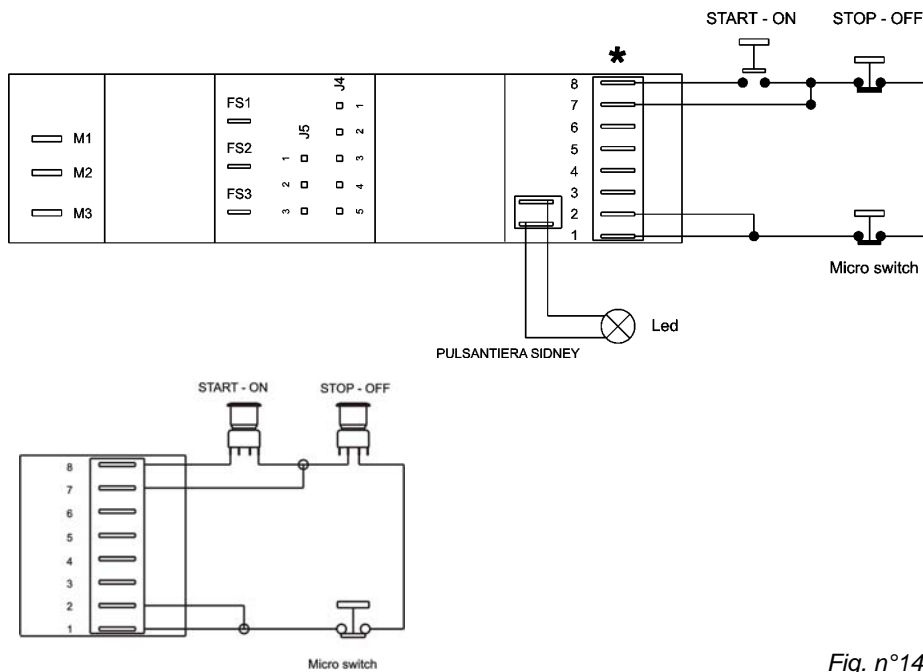 START - ON STOP - OFF
*
8
7
6
5
4
3
2
1
M1
M2
M3
FS1
FS2
FS3
J5
1
2
3
J4
1
2
3
4
5
Micro switch
Led
PULSANTIERA SIDNEY
START - ON STOP - OFF
8
7
6
5
4
3
2
1
Micro switch
Fig. n°14